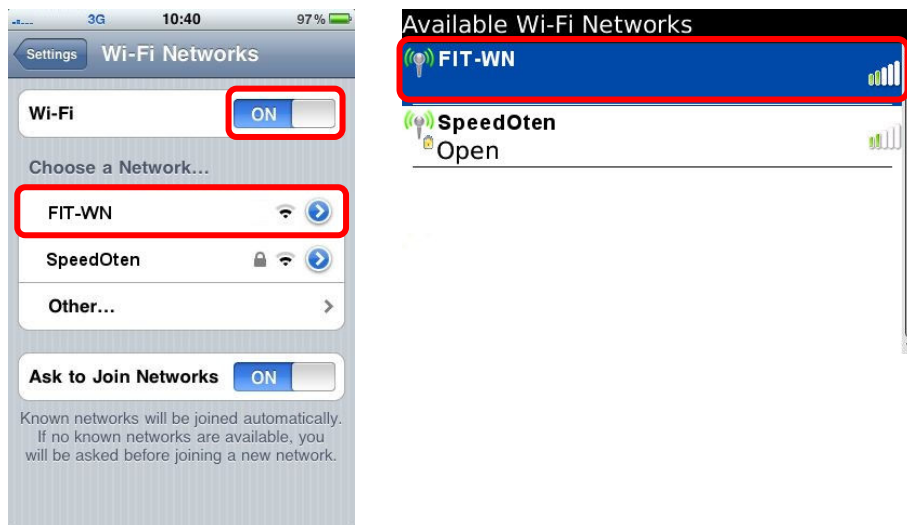 3G 10:40 97 %
Settings Wi-Fi Networks
Wi-Fi ON
Choose a Network...
FIT-WN
SpeedOten
Other...
Ask to Join Networks ON
Known networks will be joined automatically.
If no known networks are available, you
will be asked before joining a new network.
Available Wi-Fi Networks
FIT-WN
SpeedOten
Open